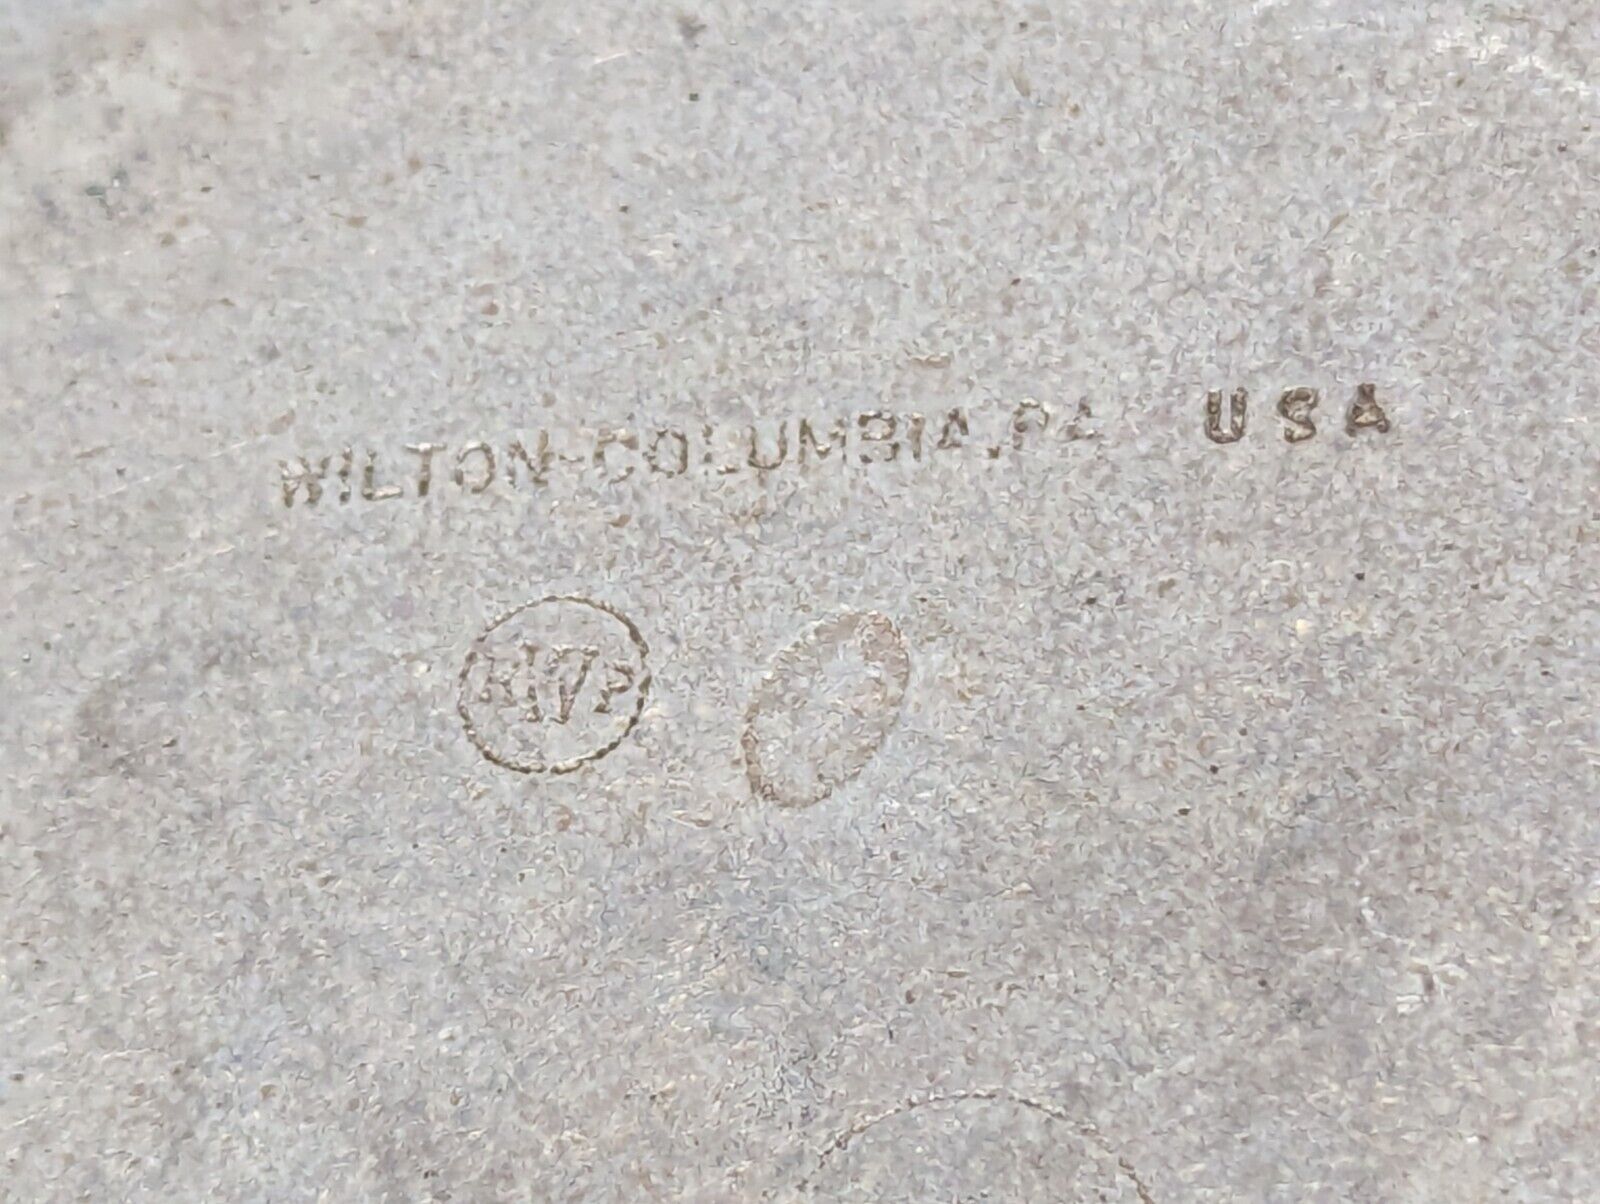 WILTON-COLUMBIA, PA USA
RWP